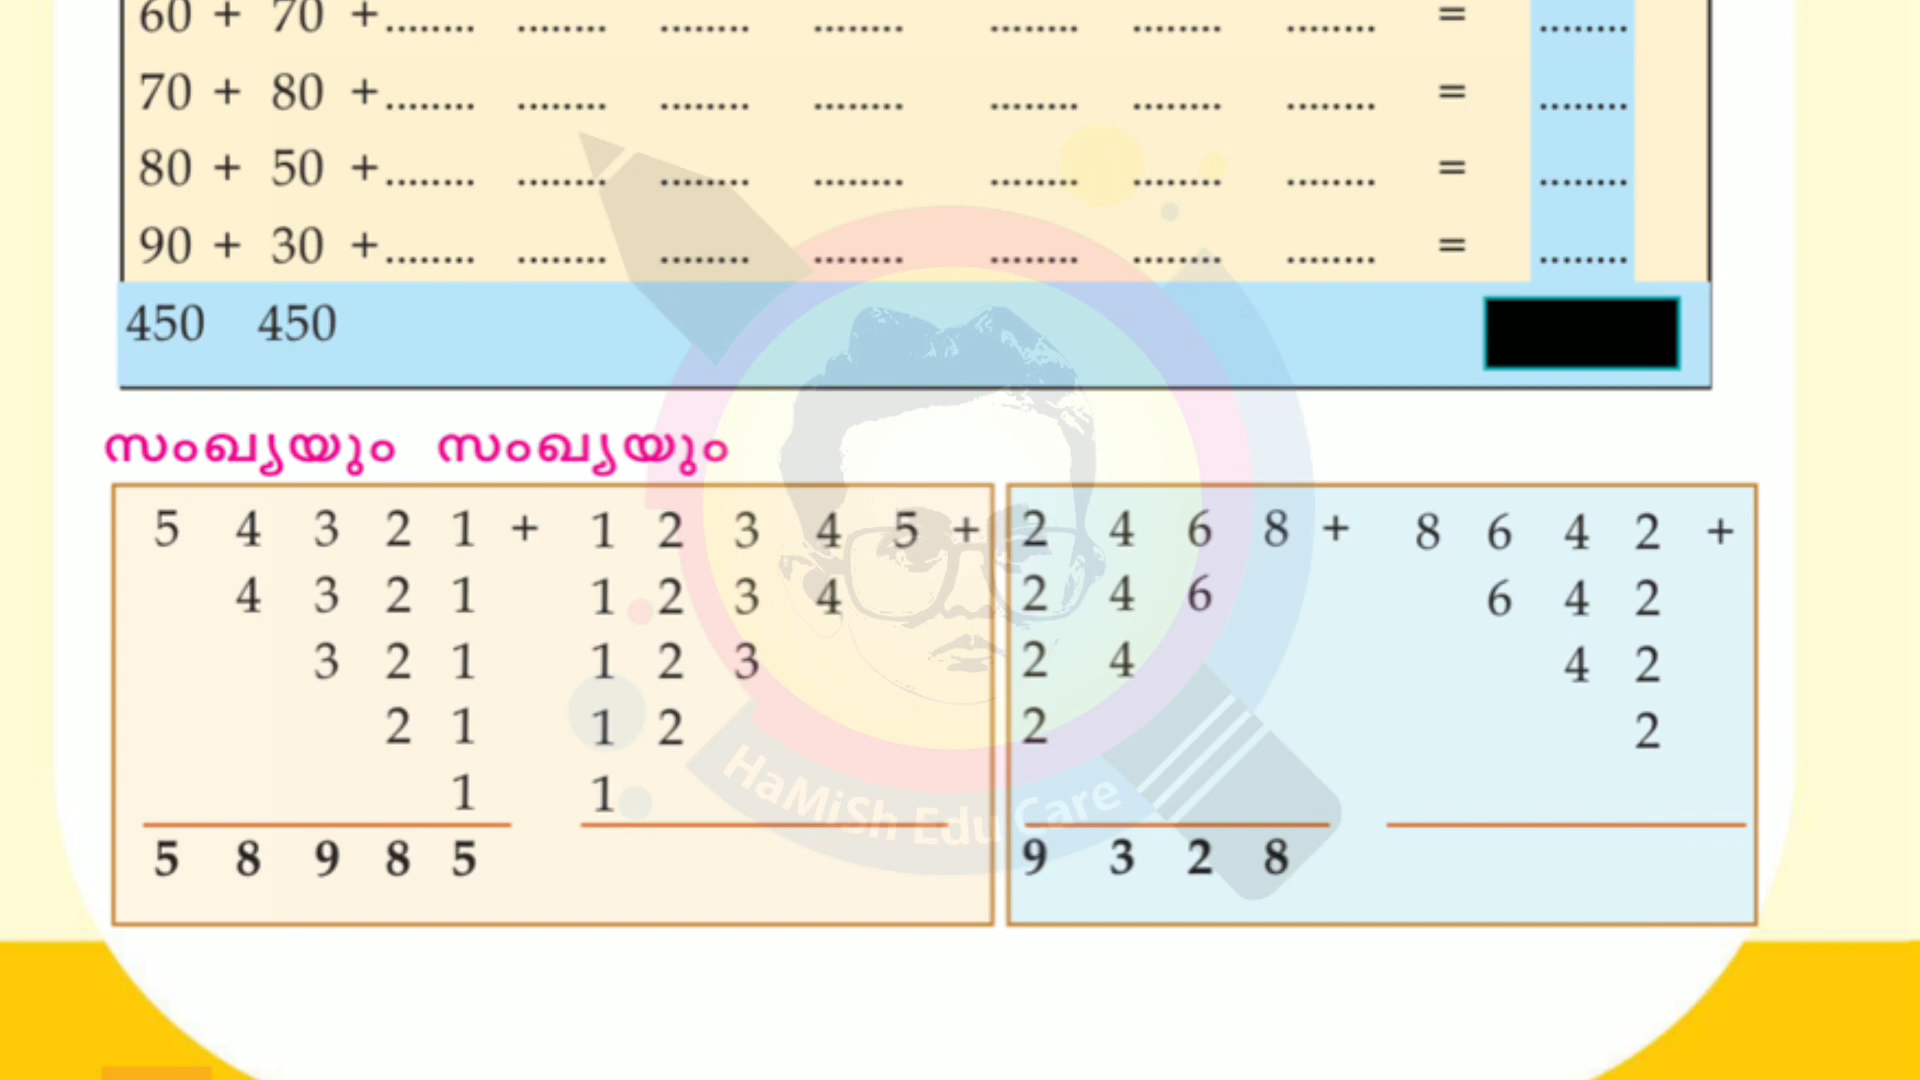 60 + 70 +........ ........ ........ ........ ........ ........ ........ = ........
70 + 80 +........ ........ ........ ........ ........ ........ ........ = ........
80 + 50 +........ ........ ........ ........ ........ ........ ........ = ........
90 + 30 +........ ........ ........ ........ ........ ........ ........ = ........
450 450
സംഖ്യയും സംഖ്യയും
5 4 3 2 1 + 1 2 3 4 5 + 2 4 6 8 + 8 6 4 2 +
4 3 2 1 1 2 3 4 2 4 6 6 4 2
3 2 1 1 2 3 2 4 4 2
2 1 1 2 2 2
1 1
5 8 9 8 5 9 3 2 8
HaMiSh Edu Care